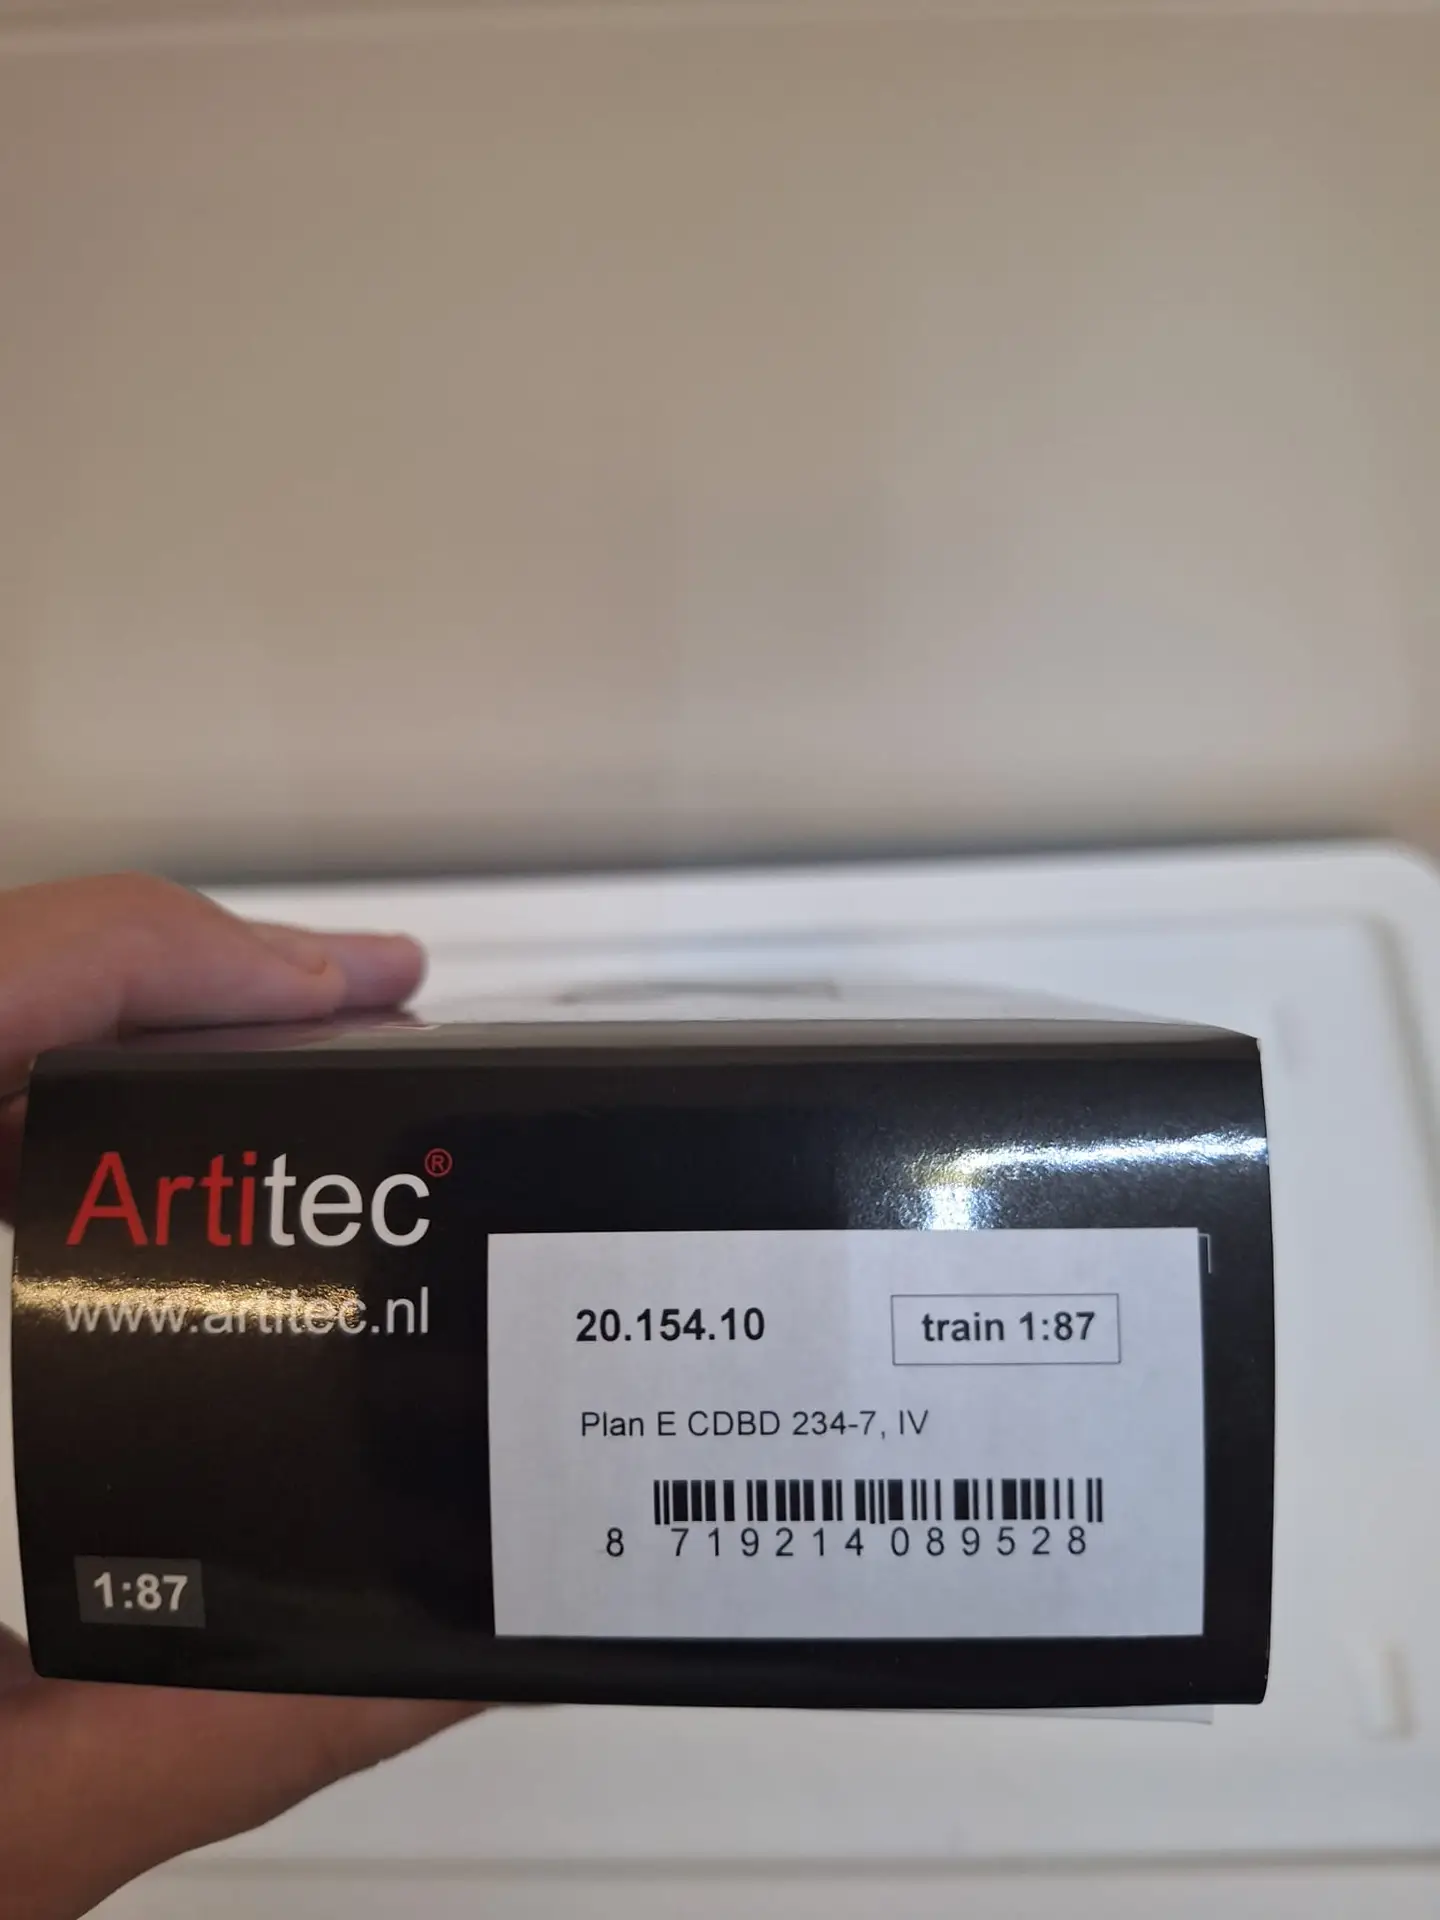 Artitec®
www.artitec.nl
20.154.10
train 1:87
Plan E CDBD 234-7, IV
8 719214 089528
1:87